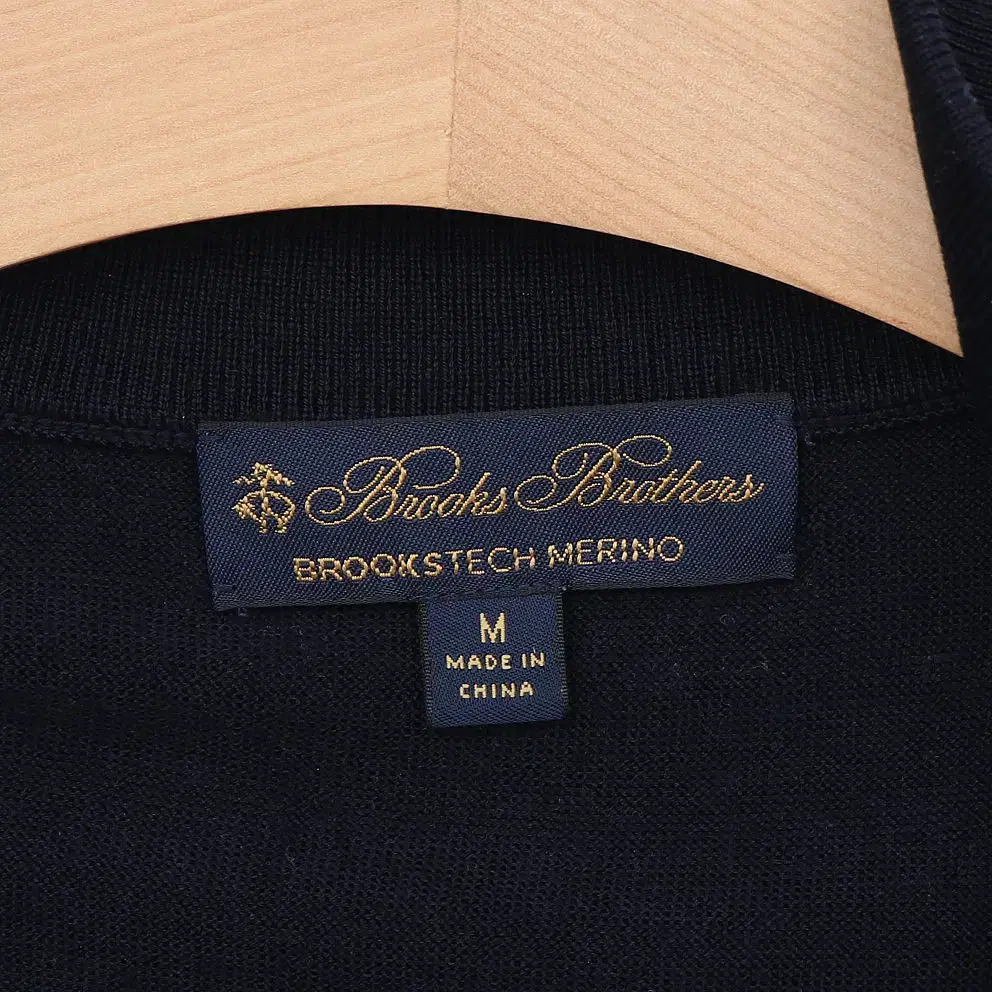 Brooks Brothers
BROOKSTECH MERINO
M
MADE IN
CHINA